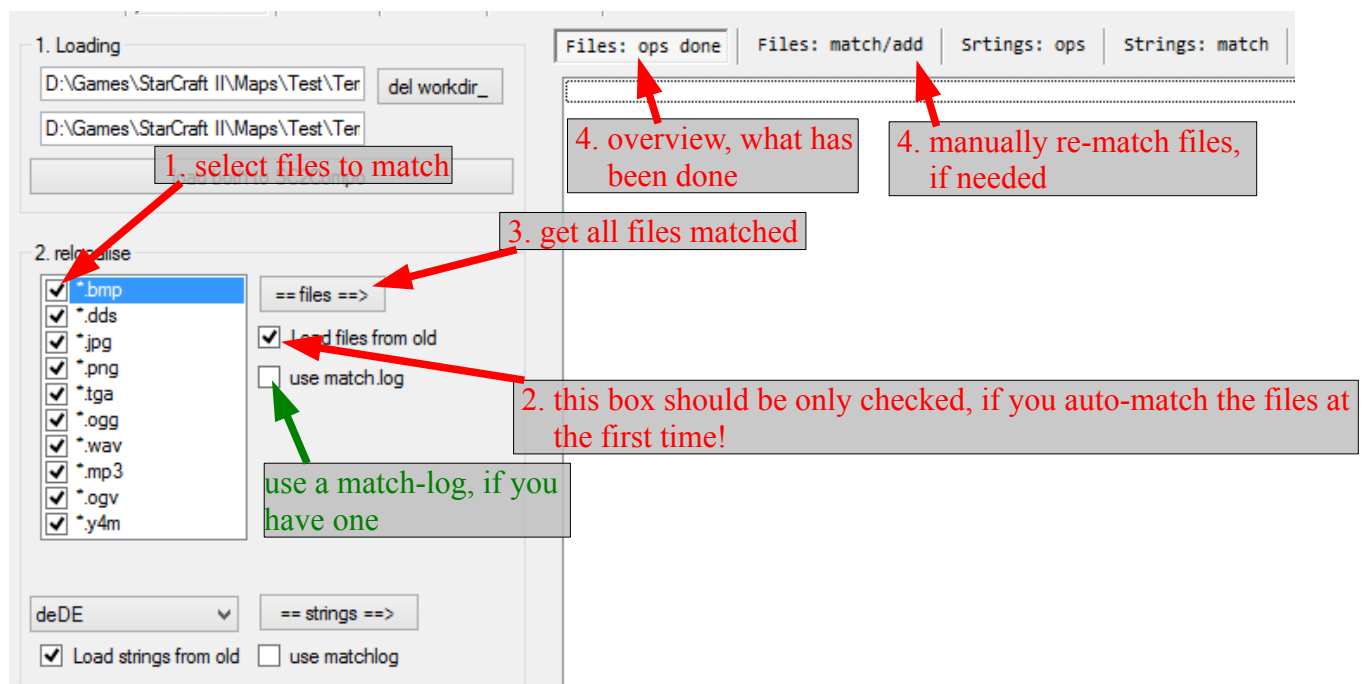 1. Loading
D:\Games\StarCraft II\Maps\Test\Ter
del workdir_
D:\Games\StarCraft II\Maps\Test\Ter
1. select files to match
2. relocalise
*.bmp
*.dds
*.jpg
*.png
*.tga
*.ogg
*.wav
*.mp3
*.ogv
*.y4m
== files ==>
Load files from old
use match.log
use a match-log, if you
have one
deDE
== strings ==>
Load strings from old
use matchlog
Files: ops done
Files: match/add
Srtings: ops
Strings: match
4. overview, what has
been done
4. manually re-match files,
if needed
3. get all files matched
2. this box should be only checked, if you auto-match the files at
the first time!